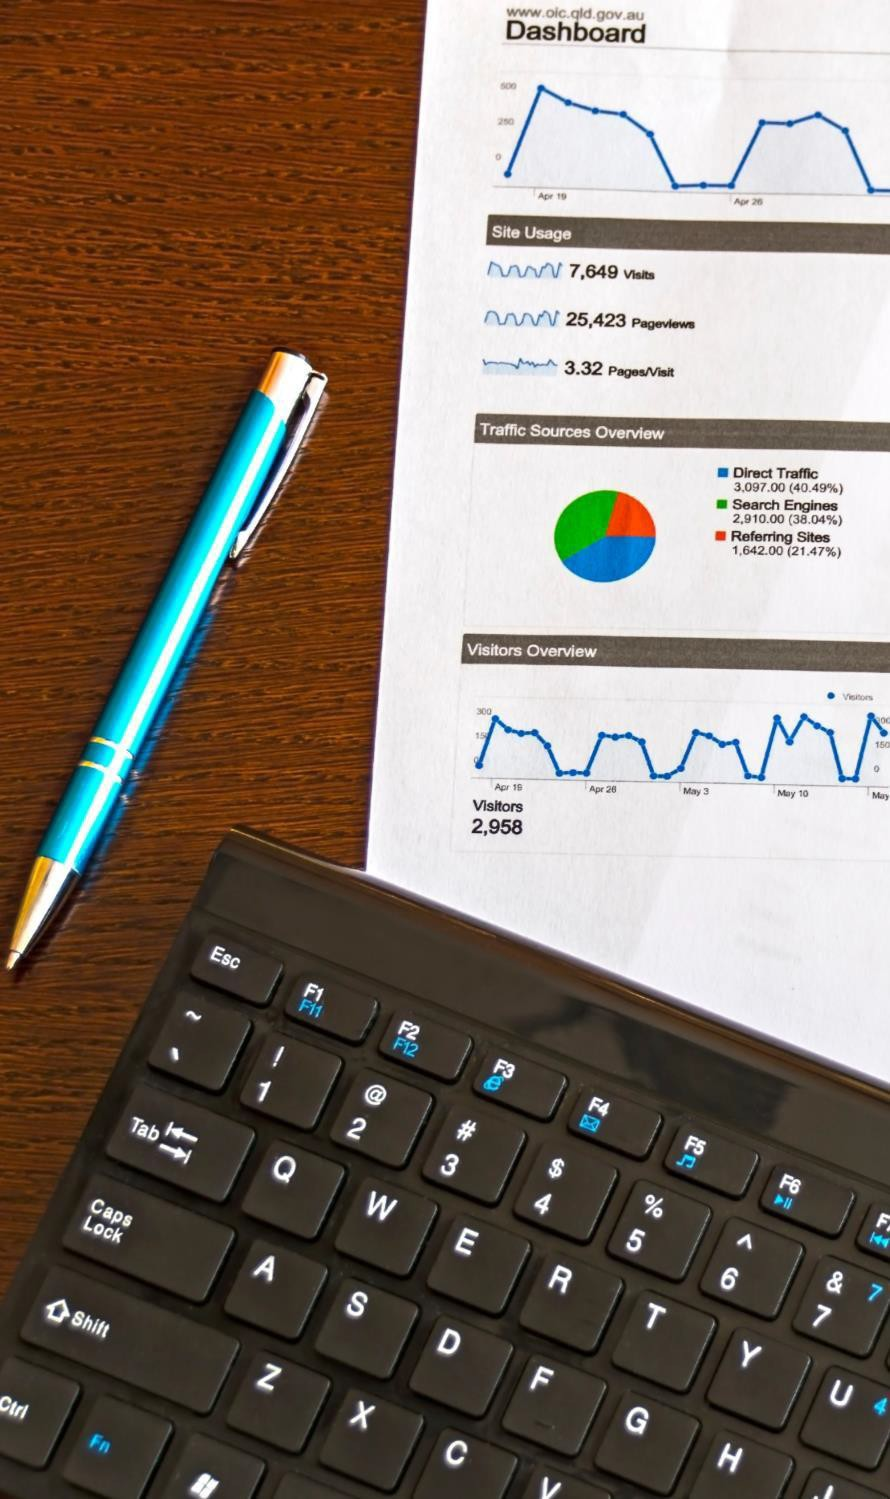 www.oic.qld.gov.au
Dashboard
500
250
0
Apr 19
Apr 26
Site Usage
7,649 Visits
25,423 Pageviews
3.32 Pages/Visit
Traffic Sources Overview
Direct Traffic
3,097.00 (40.49%)
Search Engines
2,910.00 (38.04%)
Referring Sites
1,642.00 (21.47%)
Visitors Overview
Visitors
300
150
0
150
0
Apr 19 Apr 26 May 3 May 10 May
Visitors
2,958
Esc F1 F2 F3 F4 F5 F6
F11 F12
~ ! @ # $ % ^ &
` 1 2 3 4 5 6 7 7
Tab Q W E R T Y U 4
Caps Lock A S D F G H
Shift Z X C V
Ctrl Fn